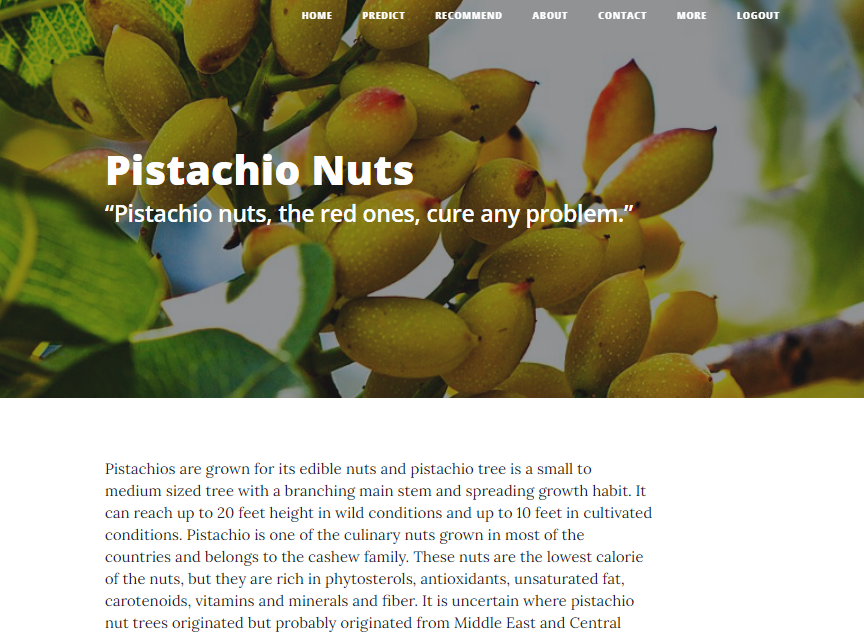 HOME PREDICT RECOMMEND ABOUT CONTACT MORE LOGOUT
Pistachio Nuts
“Pistachio nuts, the red ones, cure any problem.”
Pistachios are grown for its edible nuts and pistachio tree is a small to
medium sized tree with a branching main stem and spreading growth habit. It
can reach up to 20 feet height in wild conditions and up to 10 feet in cultivated
conditions. Pistachio is one of the culinary nuts grown in most of the
countries and belongs to the cashew family. These nuts are the lowest calorie
of the nuts, but they are rich in phytosterols, antioxidants, unsaturated fat,
carotenoids, vitamins and minerals and fiber. It is uncertain where pistachio
nut trees originated but probably originated from Middle East and Central